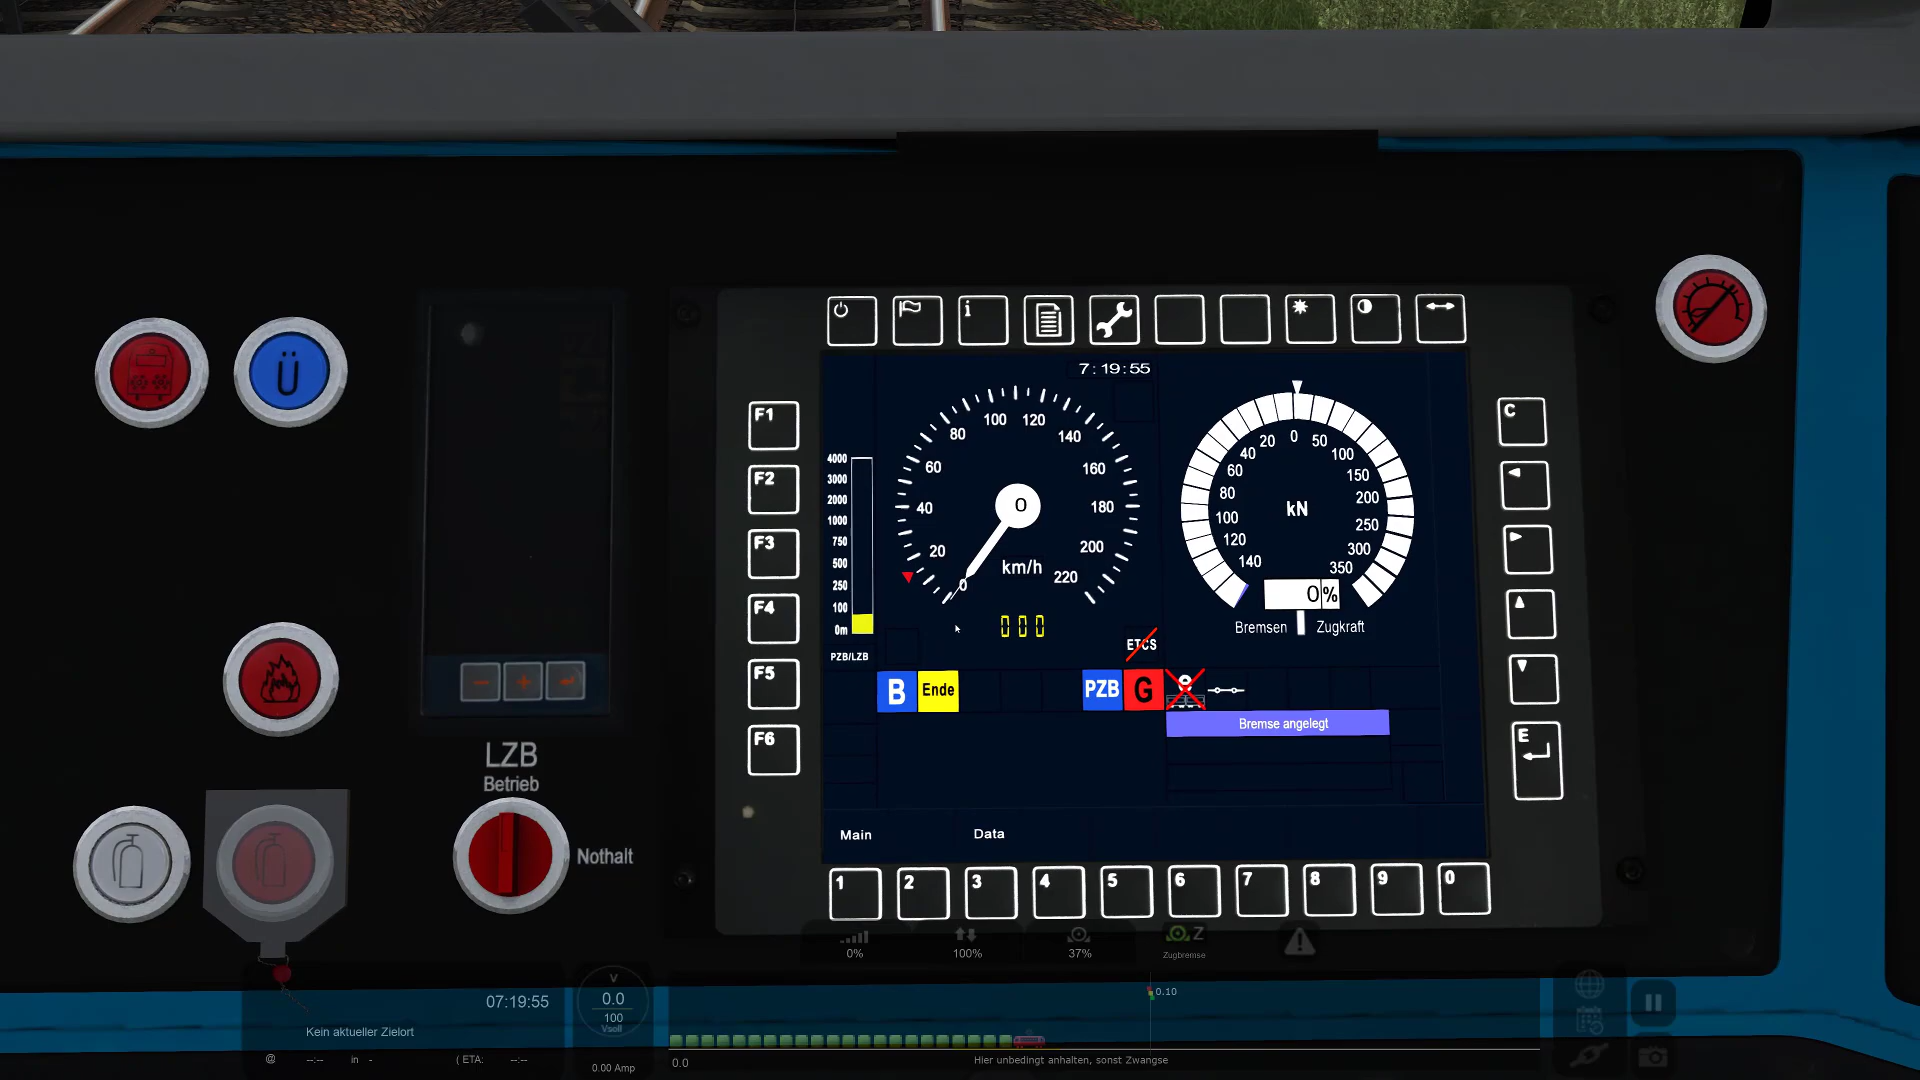 i
7:19:55
F1
F2
F3
F4
F5
F6
Ü
4000
3000
2000
1000
750
500
250
100
0m
PZB/LZB
0
20
40
60
80
100
120
140
160
180
200
220
0
km/h
000
140
120
100
80
60
40
20
0
50
100
150
200
250
300
350
kN
0%
Bremsen Zugkraft
ETCS
B Ende PZB G
Bremse angelegt
Main Data
C
E
LZB
Betrieb
Nothalt
1 2 3 4 5 6 7 8 9 0
0% 100% 37% Z
Zugbremse
07:19:55
Kein aktueller Zielort
@ --:-- in - ( ETA: --:--
V
0.0
100
Vsoll
0.00 Amp
0.10
0.0
Hier unbedingt anhalten, sonst Zwangse